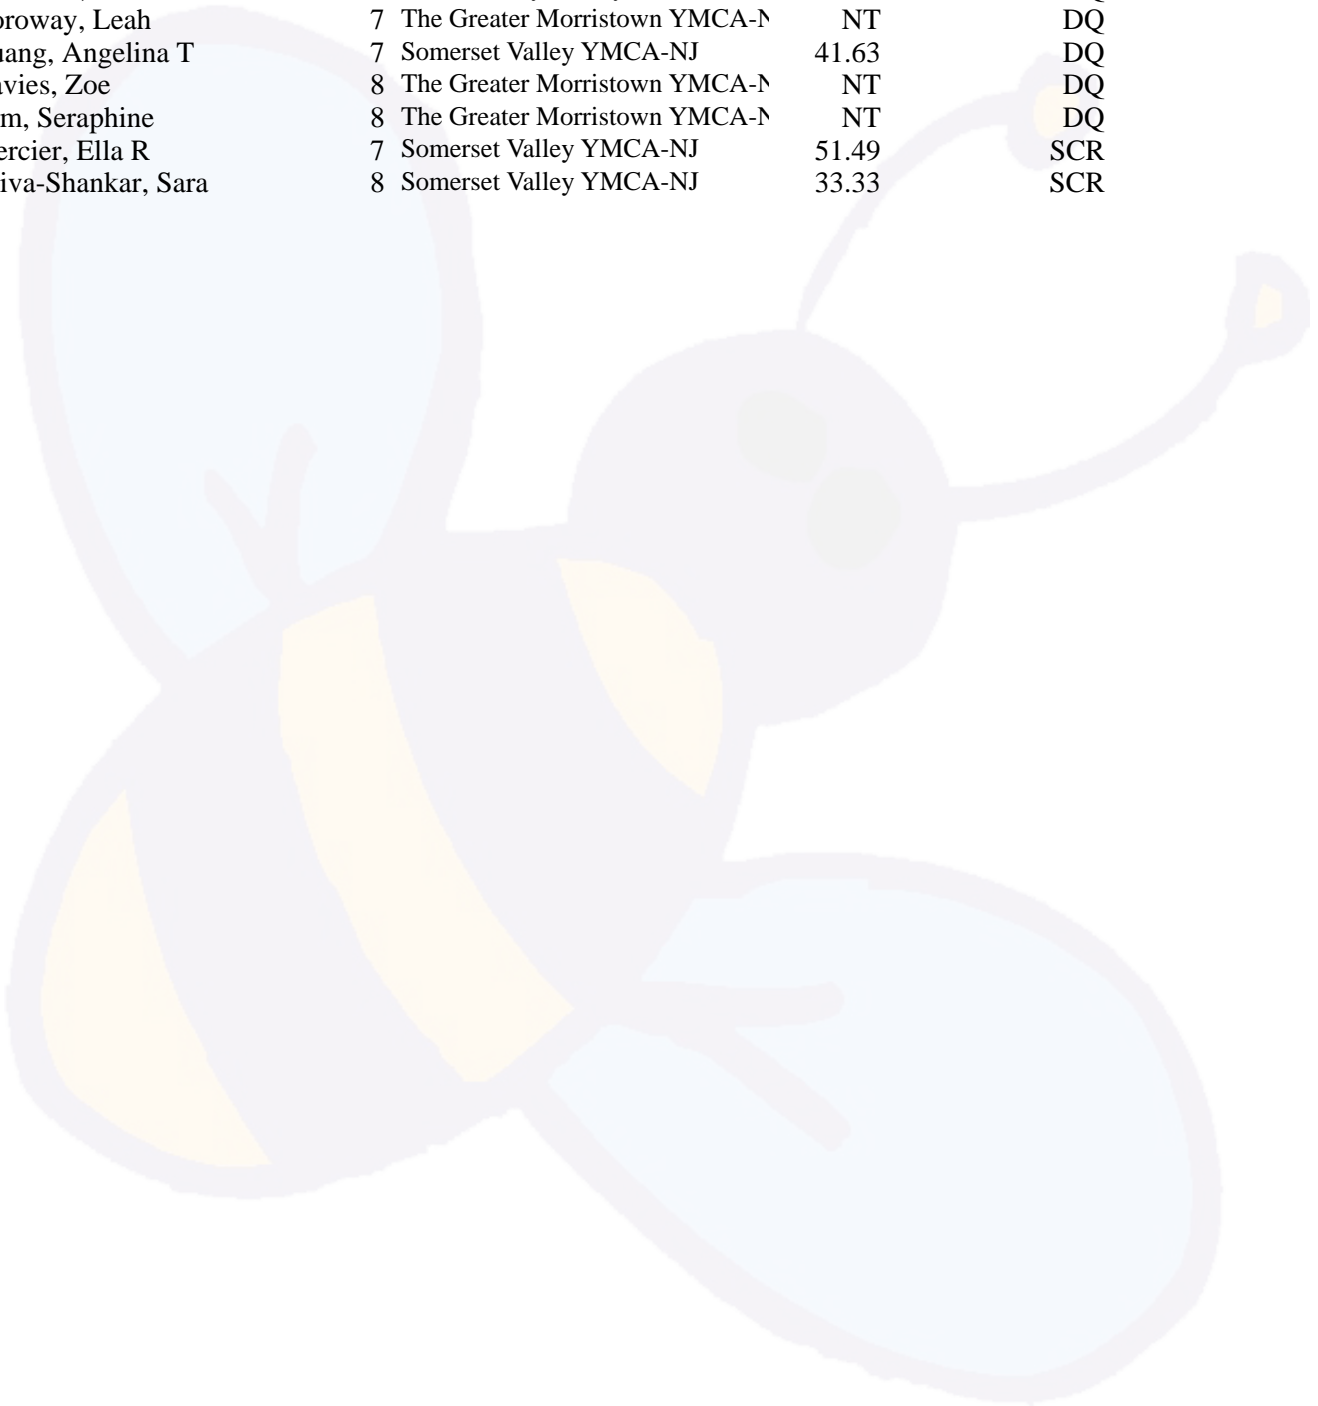 oroway, Leah 7 The Greater Morristown YMCA-N NT DQ
uang, Angelina T 7 Somerset Valley YMCA-NJ 41.63 DQ
avies, Zoe 8 The Greater Morristown YMCA-N NT DQ
m, Seraphine 8 The Greater Morristown YMCA-N NT DQ
ercier, Ella R 7 Somerset Valley YMCA-NJ 51.49 SCR
iva-Shankar, Sara 8 Somerset Valley YMCA-NJ 33.33 SCR